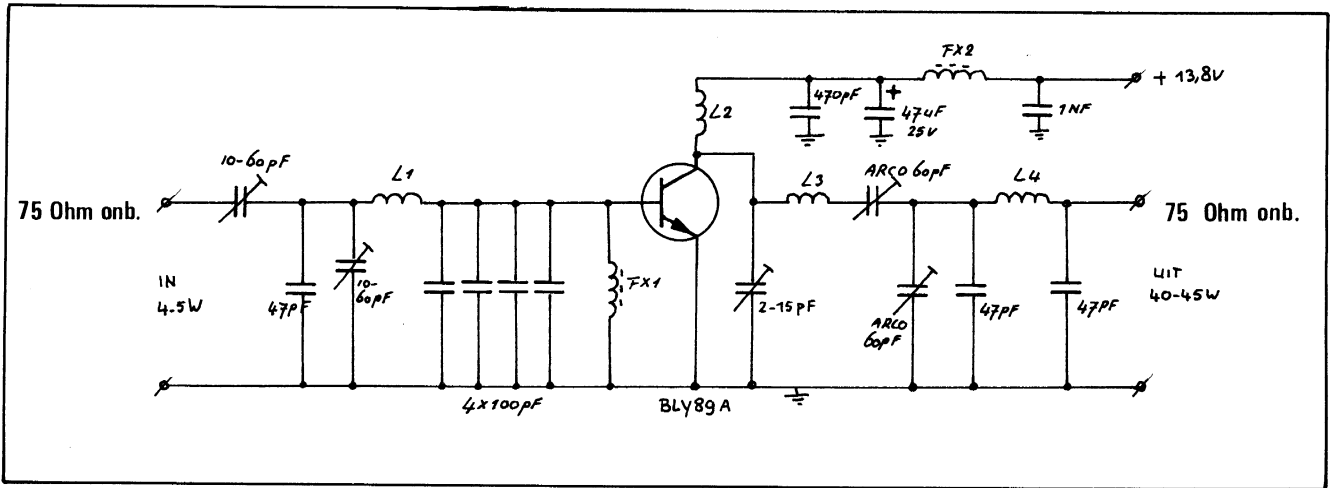 FX2
+ 13,8V
470pF
+
47uF
25V
1NF
L2
10-60pF
L1
L3
ARCO 60pF
L4
75 Ohm onb.
75 Ohm onb.
IN
4-5W
47pF
10-
60pF
FX1
2-15pF
ARCO
60pF
47pF
47pF
UIT
40-45W
4x100pF
BLY89A